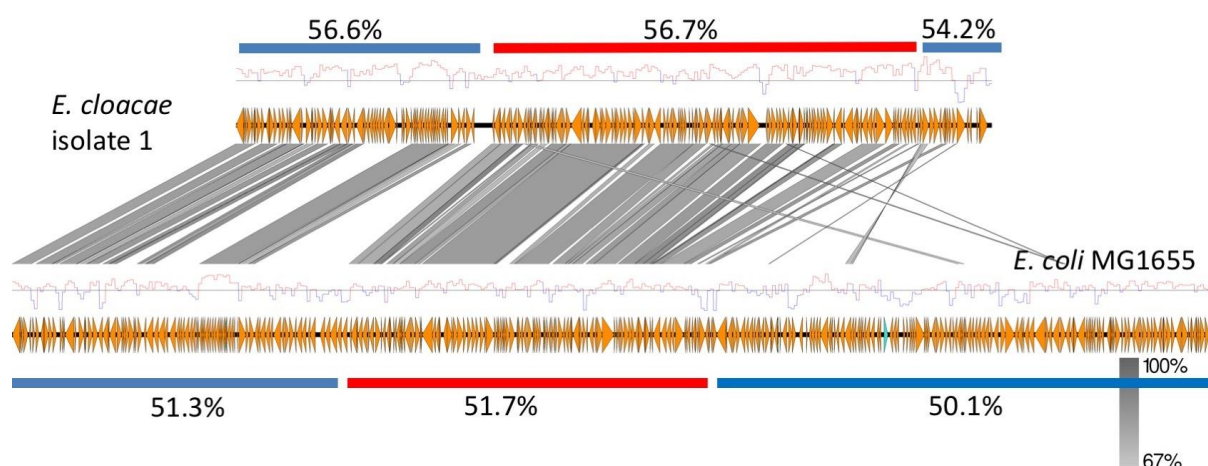 56.6%
56.7%
54.2%
E. cloacae
isolate 1
E. coli MG1655
100%
67%
51.3%
51.7%
50.1%